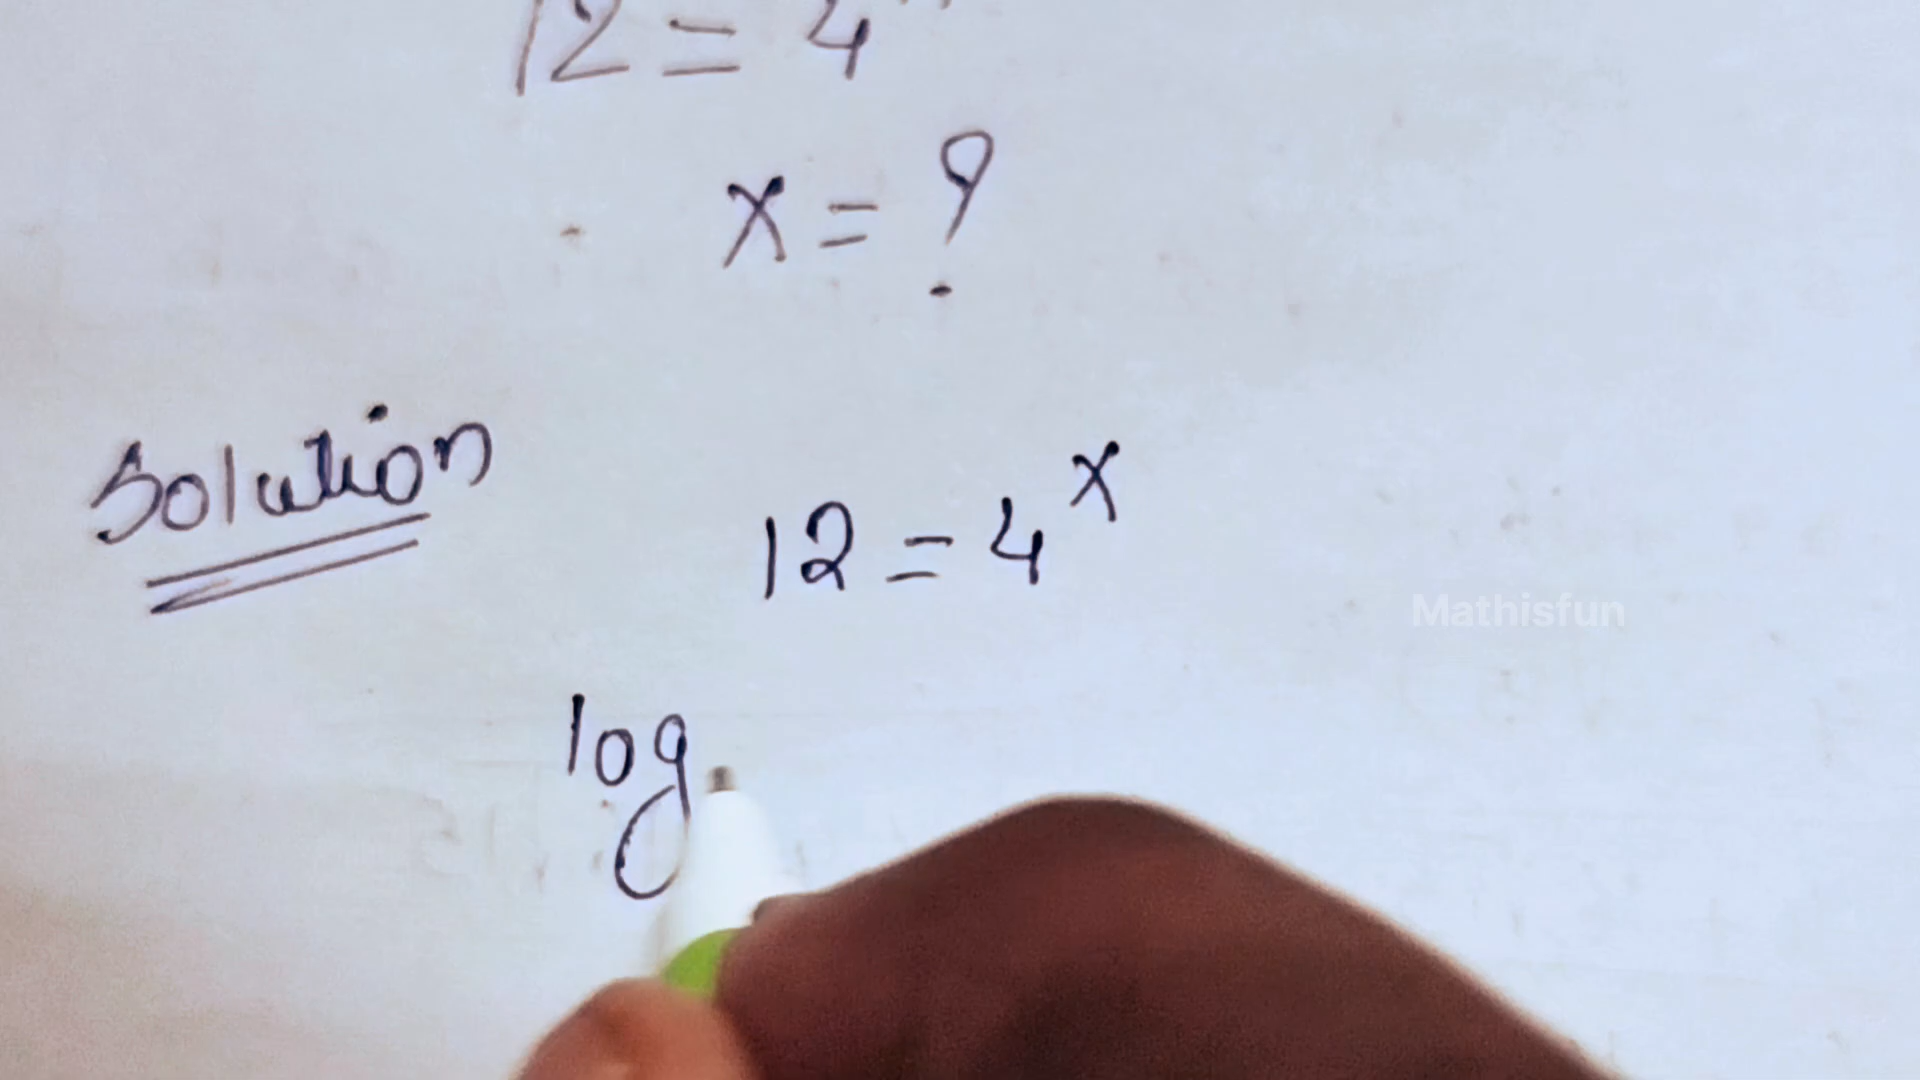 12 = 4
x = ?
Solution
12 = 4^x
Mathisfun
log